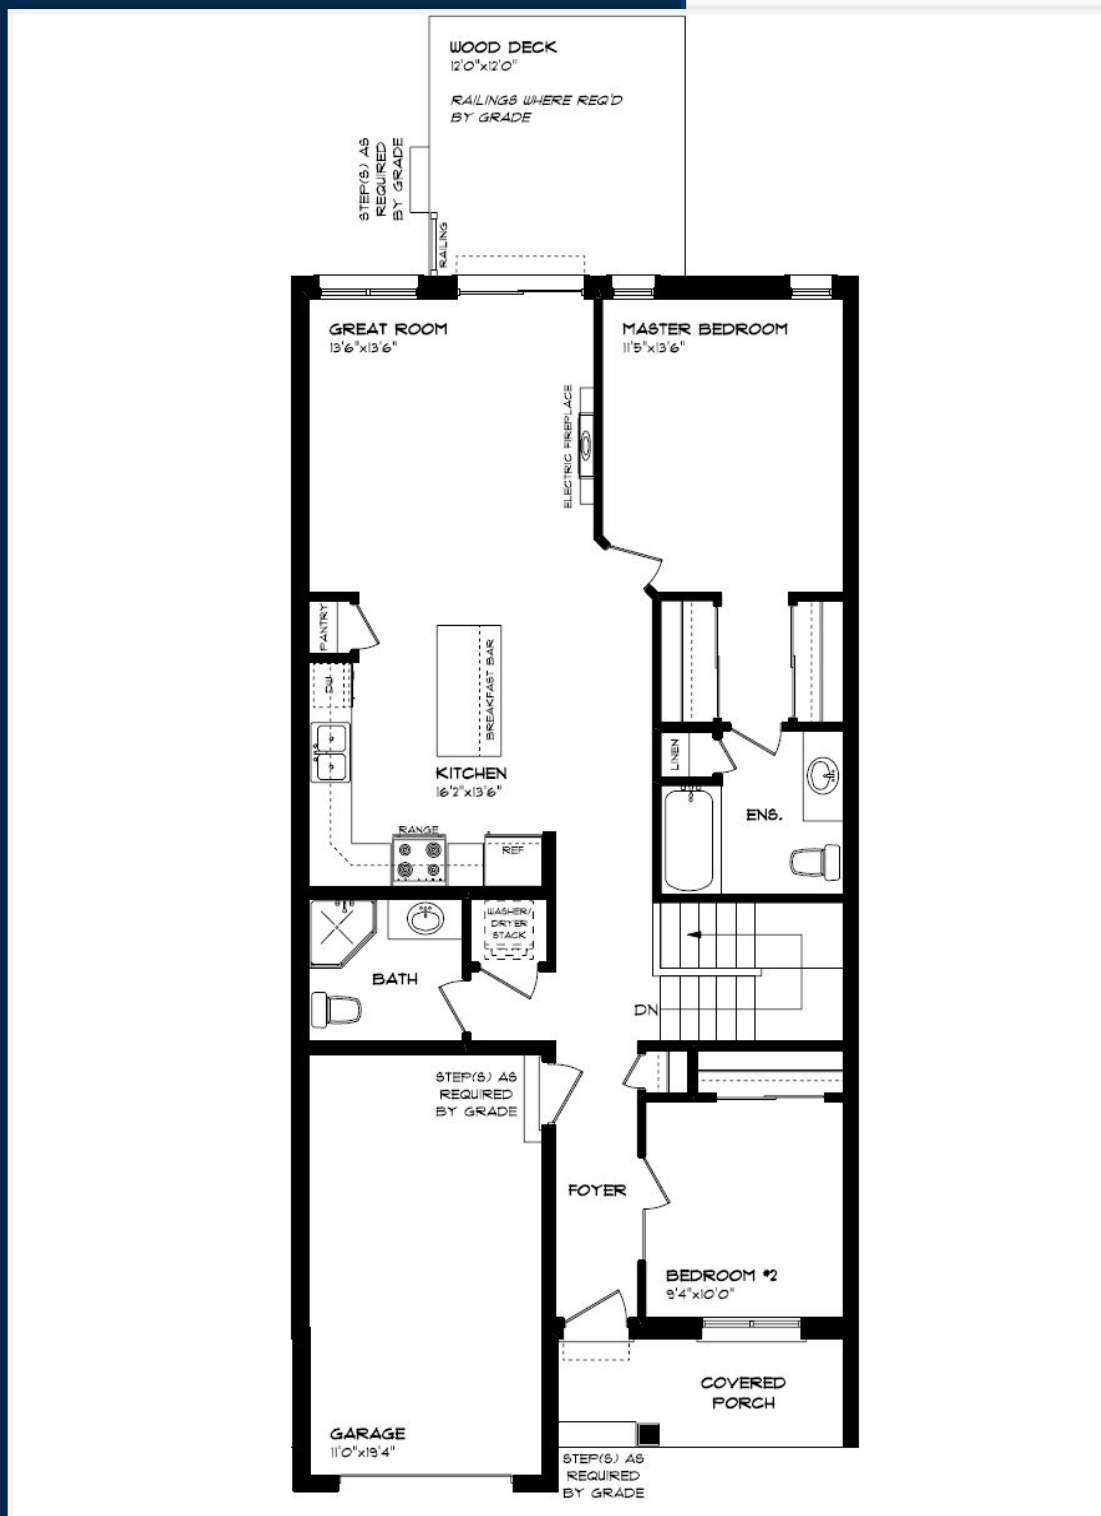 WOOD DECK
12'0"x12'0"
RAILINGS WHERE REQ'D
BY GRADE
STEP(S) AS
REQUIRED
BY GRADE
RAILING
GREAT ROOM
13'6"x13'6"
MASTER BEDROOM
11'5"x13'6"
ELECTRIC FIREPLACE
PANTRY
DW
BREAKFAST BAR
KITCHEN
16'2"x13'6"
LINEN
ENS.
RANGE
REF
WASHER/
DRYER
STACK
BATH
DN
STEP(S) AS
REQUIRED
BY GRADE
FOYER
BEDROOM #2
9'4"x10'0"
COVERED
PORCH
GARAGE
11'0"x19'4"
STEP(S) AS
REQUIRED
BY GRADE